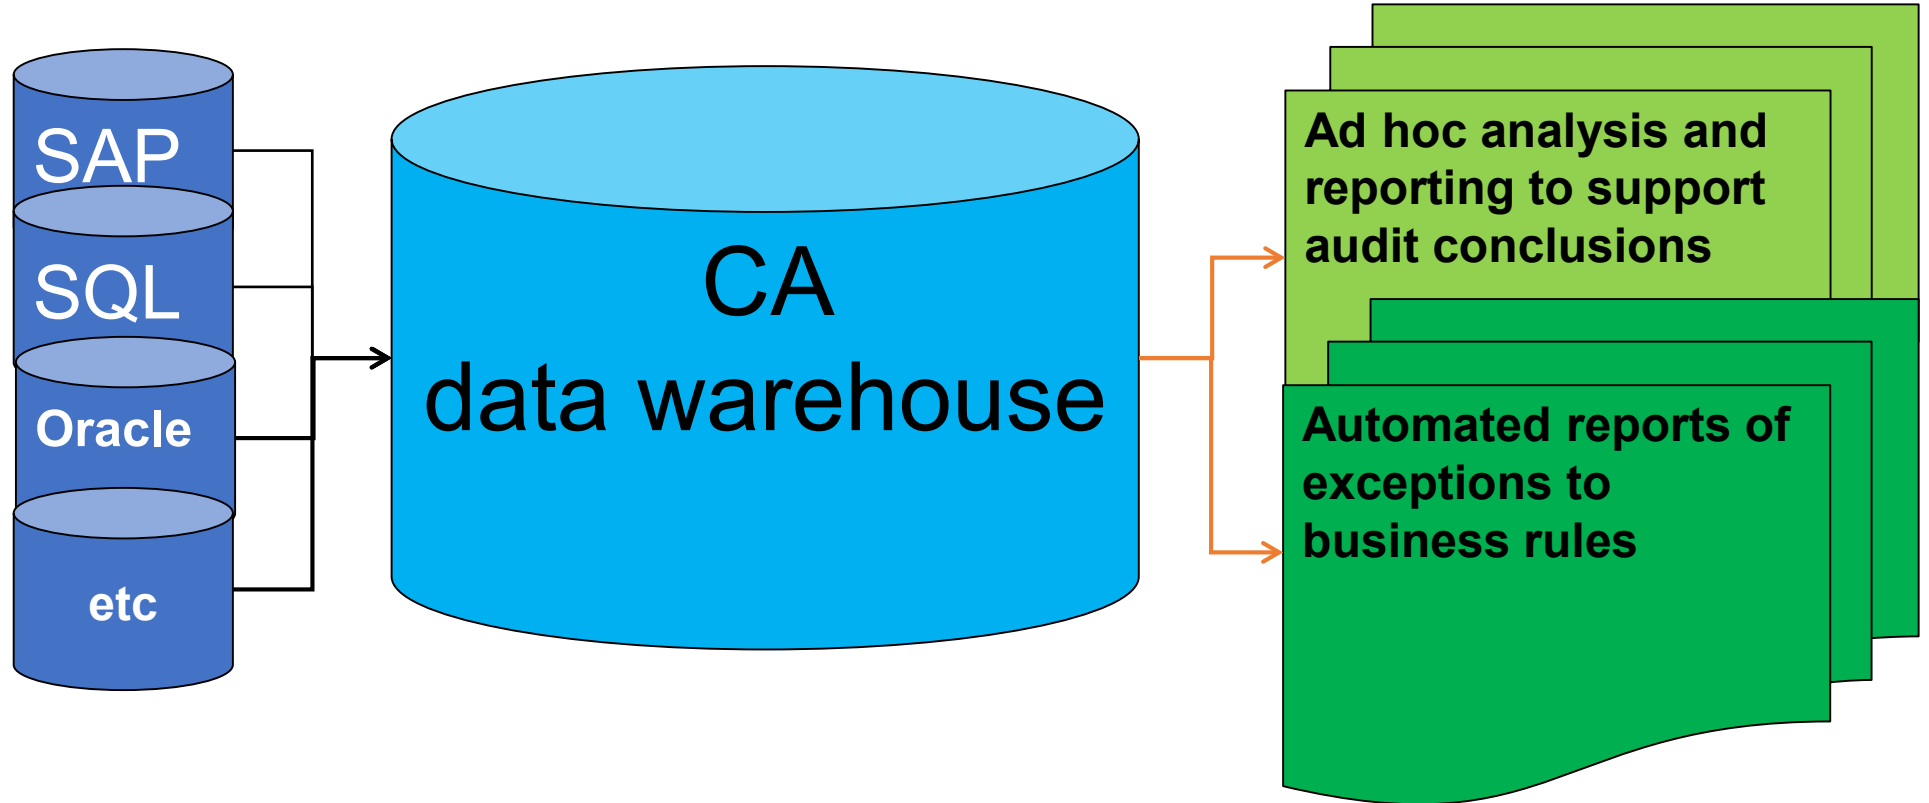 SAP
SQL
Oracle
etc
CA
data warehouse
Ad hoc analysis and
reporting to support
audit conclusions
Automated reports of
exceptions to
business rules